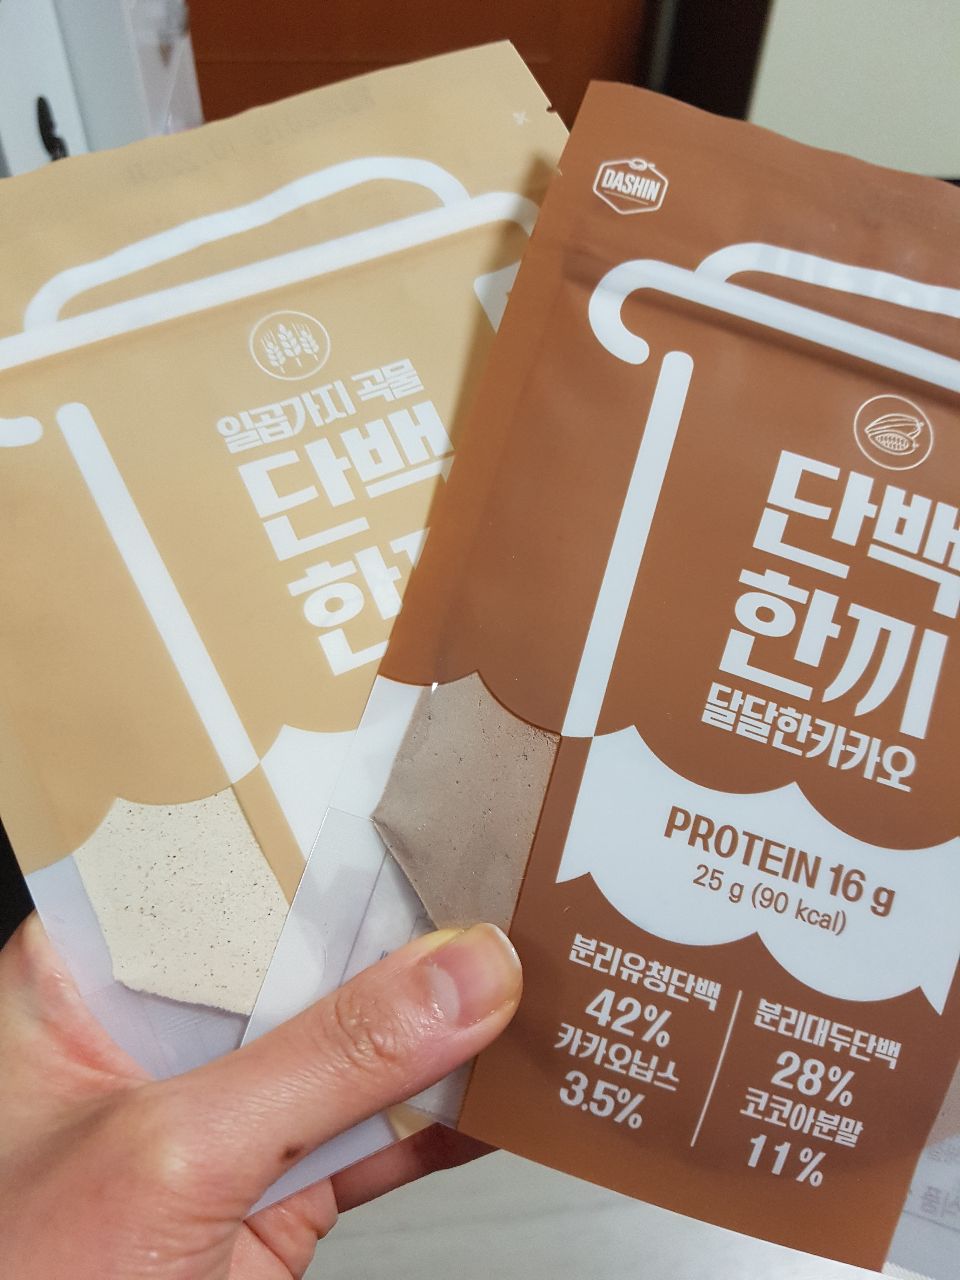 일곱가지 곡물
단백
한
DASHIN
단백
한끼
달달한카카오
PROTEIN 16 g
25 g (90 kcal)
분리유청단백
42%
카카오닙스
3.5%
분리대두단백
28%
코코아분말
11%